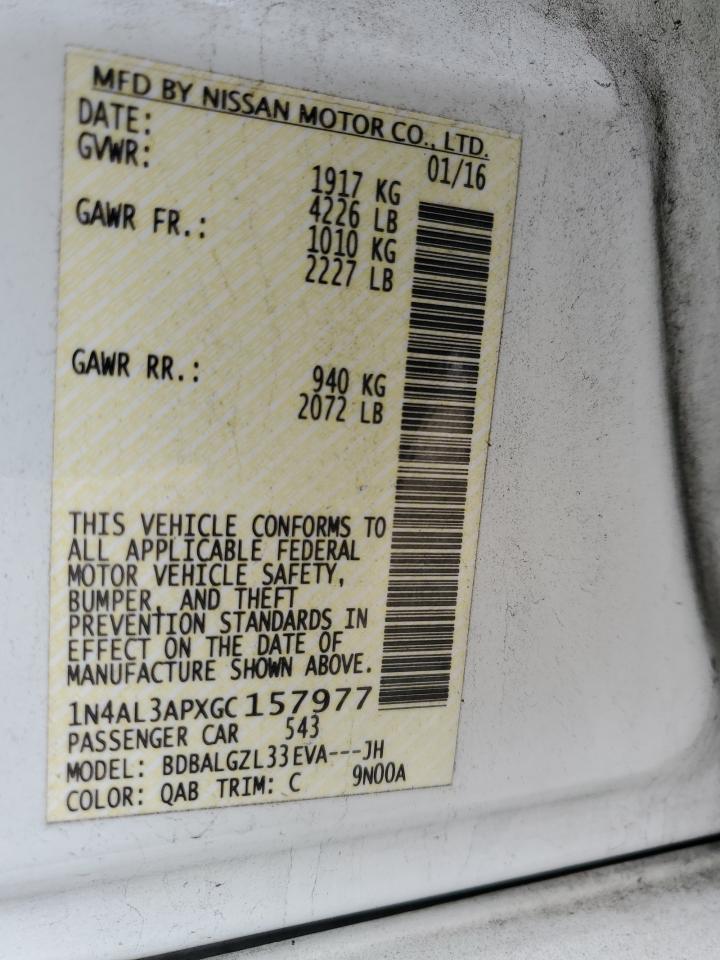 MFD BY NISSAN MOTOR CO., LTD.
DATE: 01/16
GVWR: 1917 KG
4226 LB
GAWR FR.: 1010 KG
2227 LB
GAWR RR.: 940 KG
2072 LB
THIS VEHICLE CONFORMS TO
ALL APPLICABLE FEDERAL
MOTOR VEHICLE SAFETY,
BUMPER, AND THEFT
PREVENTION STANDARDS IN
EFFECT ON THE DATE OF
MANUFACTURE SHOWN ABOVE.
1N4AL3APXGC157977
PASSENGER CAR 543
MODEL: BDBALGZL33EVA---JH
COLOR: QAB TRIM: C 9N00A